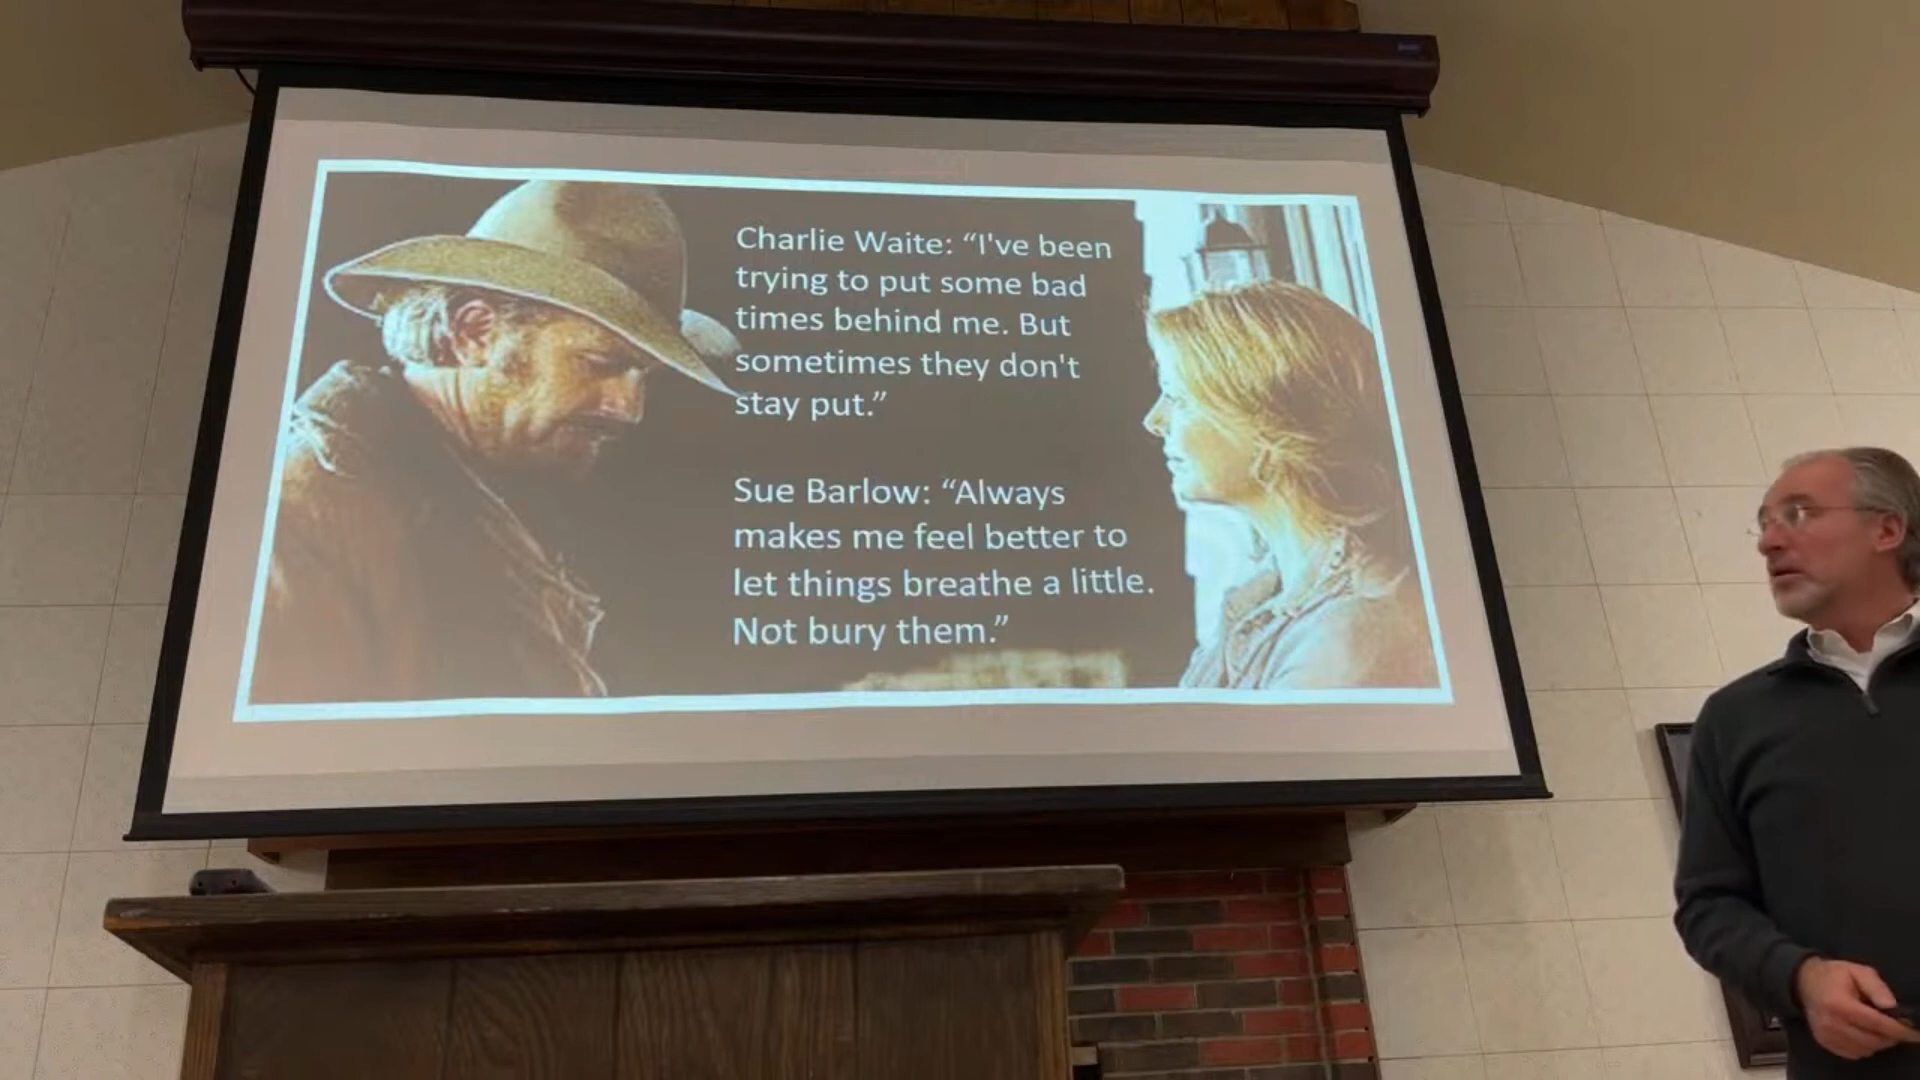 Charlie Waite: “I've been
trying to put some bad
times behind me. But
sometimes they don't
stay put.”
Sue Barlow: “Always
makes me feel better to
let things breathe a little.
Not bury them.”